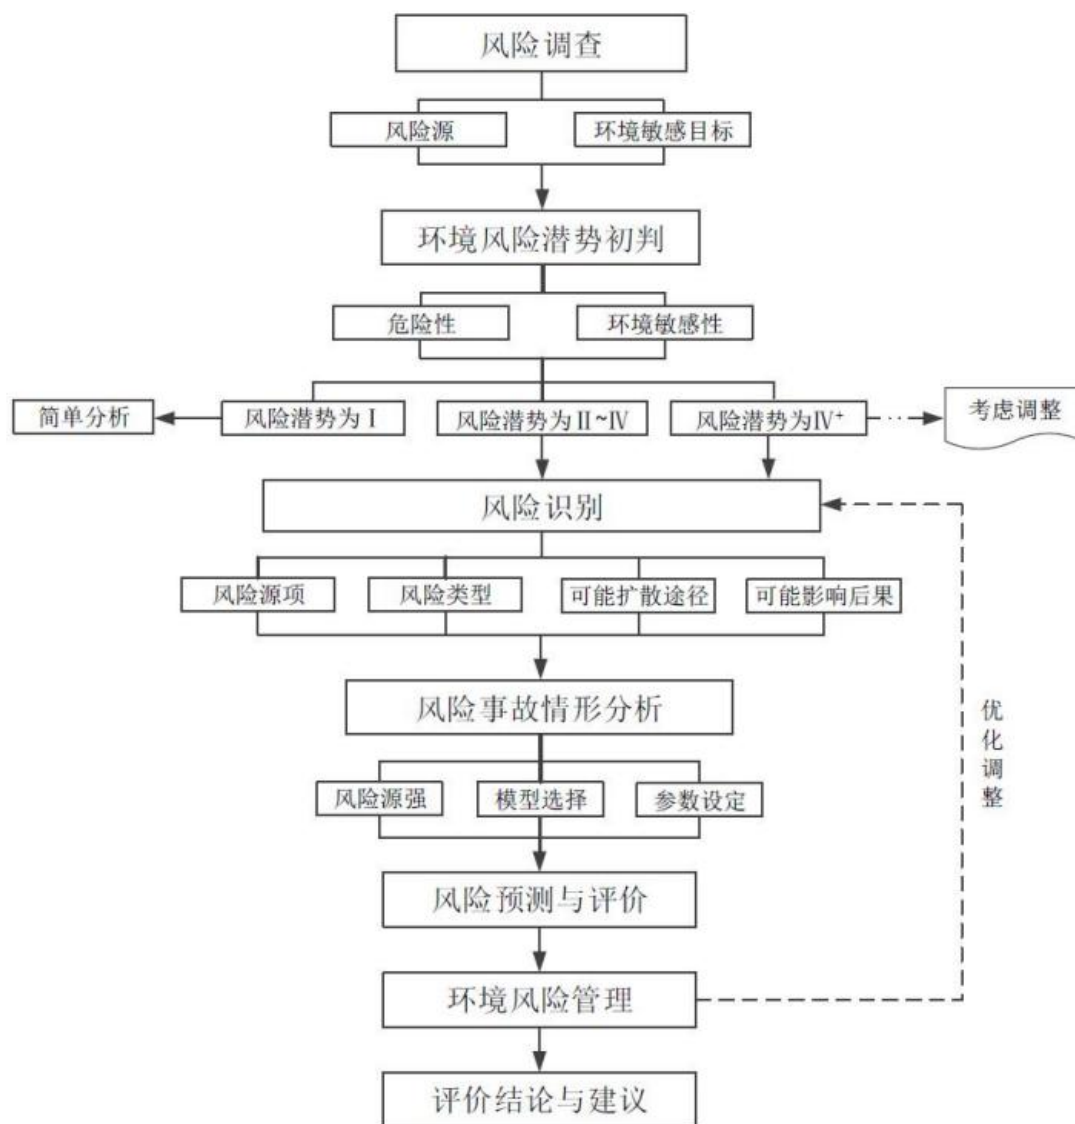 风险调查
风险源
环境敏感目标
环境风险潜势初判
危险性
环境敏感性
简单分析
风险潜势为Ⅰ
风险潜势为Ⅱ~Ⅳ
风险潜势为Ⅳ⁺
考虑调整
风险识别
风险源项
风险类型
可能扩散途径
可能影响后果
风险事故情形分析
优化调整
风险源强
模型选择
参数设定
风险预测与评价
环境风险管理
评价结论与建议